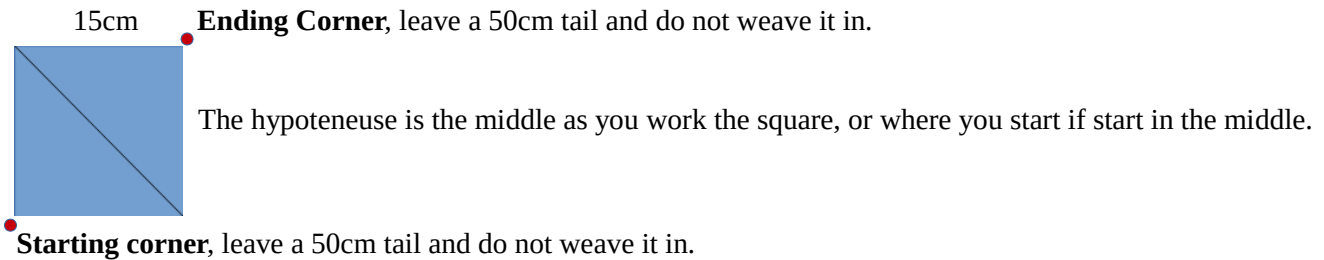 15cm
Ending Corner, leave a 50cm tail and do not weave it in.
The hypoteneuse is the middle as you work the square, or where you start if start in the middle.
Starting corner, leave a 50cm tail and do not weave it in.